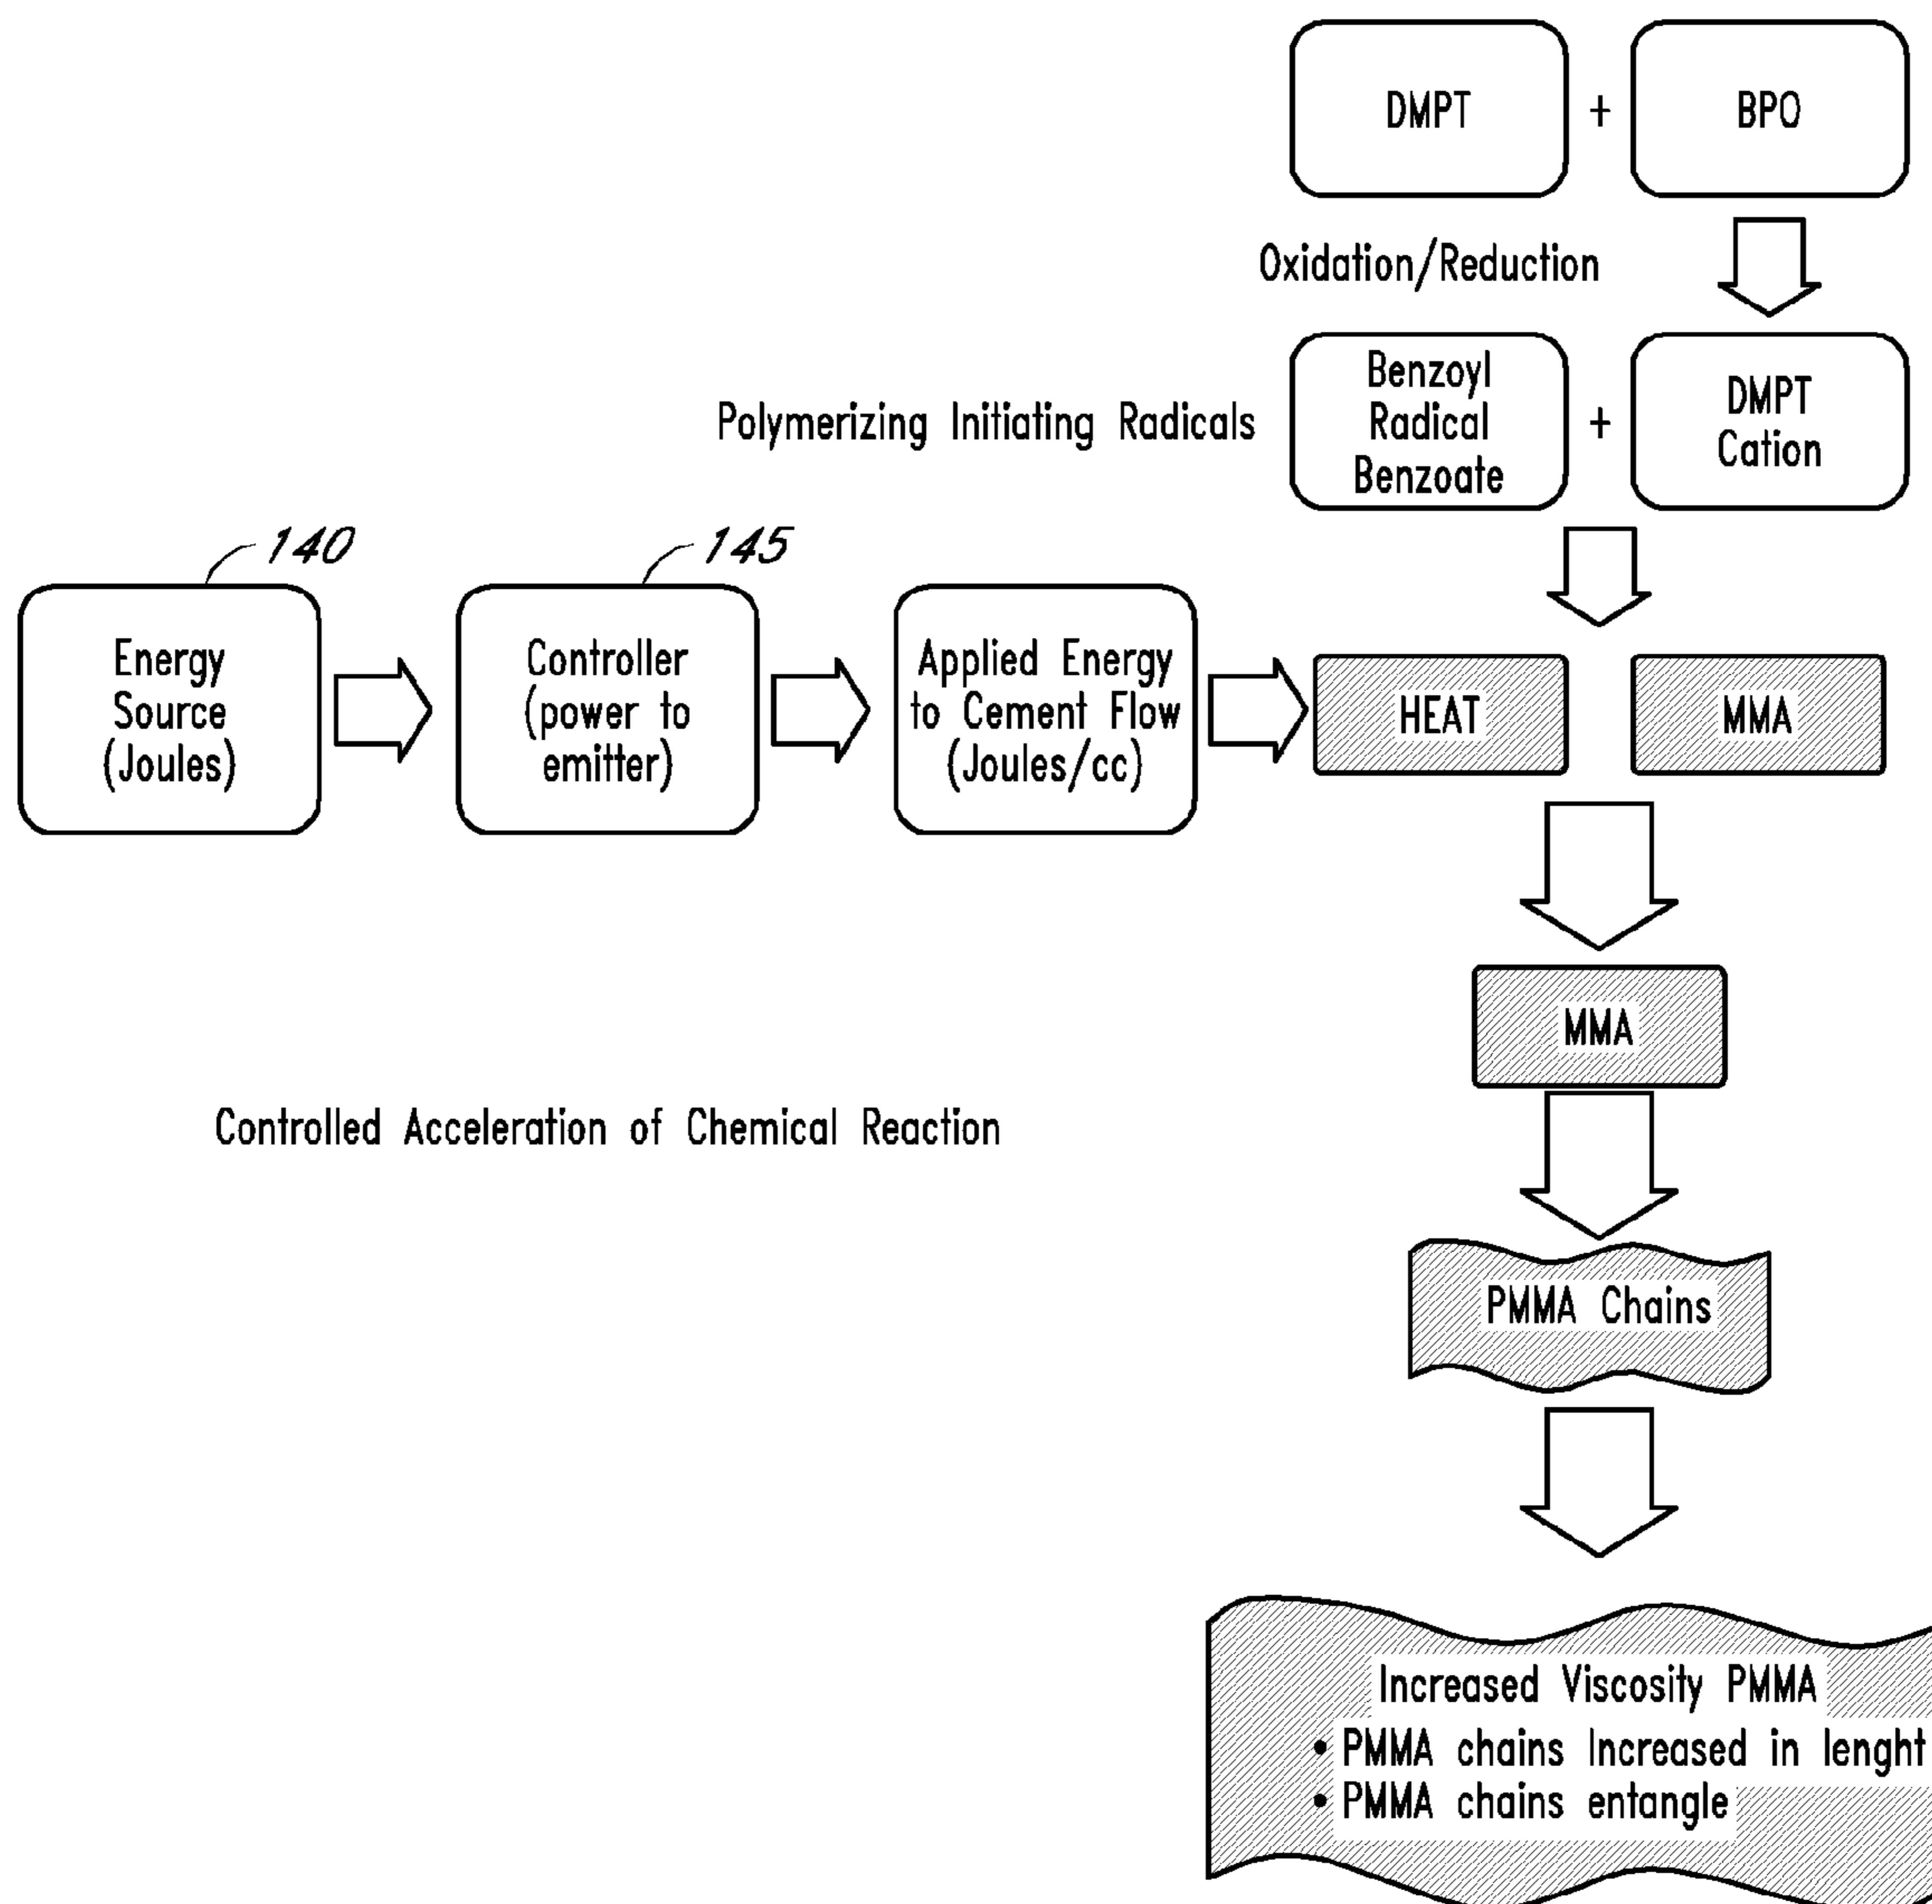 DMPT
+
BPO
Oxidation/Reduction
Polymerizing Initiating Radicals
Benzoyl
Radical
Benzoate
+
DMPT
Cation
140
145
Energy
Source
(Joules)
Controller
(power to
emitter)
Applied Energy
to Cement Flow
(Joules/cc)
HEAT
MMA
MMA
Controlled Acceleration of Chemical Reaction
PMMA Chains
Increased Viscosity PMMA
• PMMA chains Increased in lenght
• PMMA chains entangle